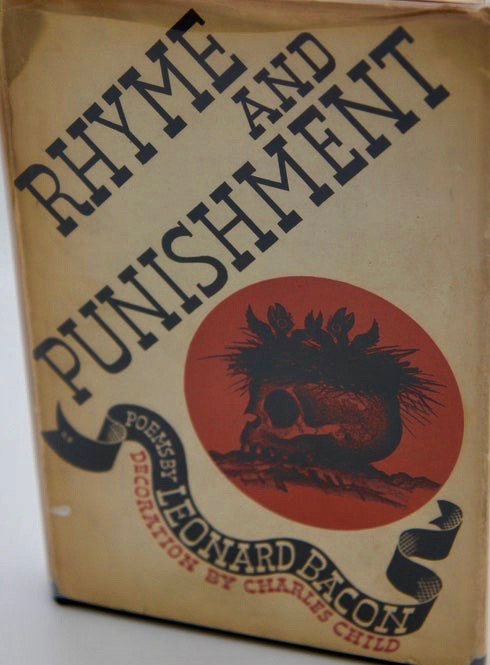 RHYME
AND
PUNISHMENT
POEMS BY
LEONARD BACON
DECORATION BY CHARLES CHILD